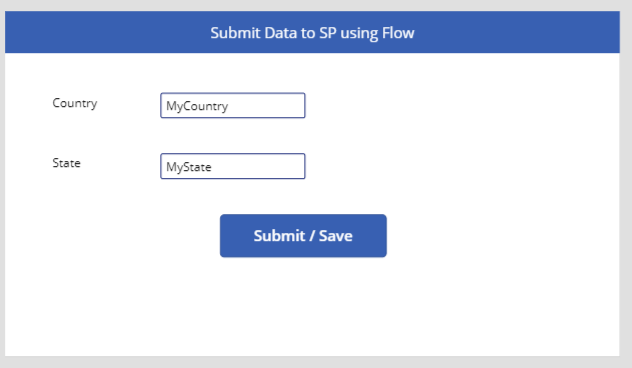 Submit Data to SP using Flow
Country MyCountry
State MyState
Submit / Save